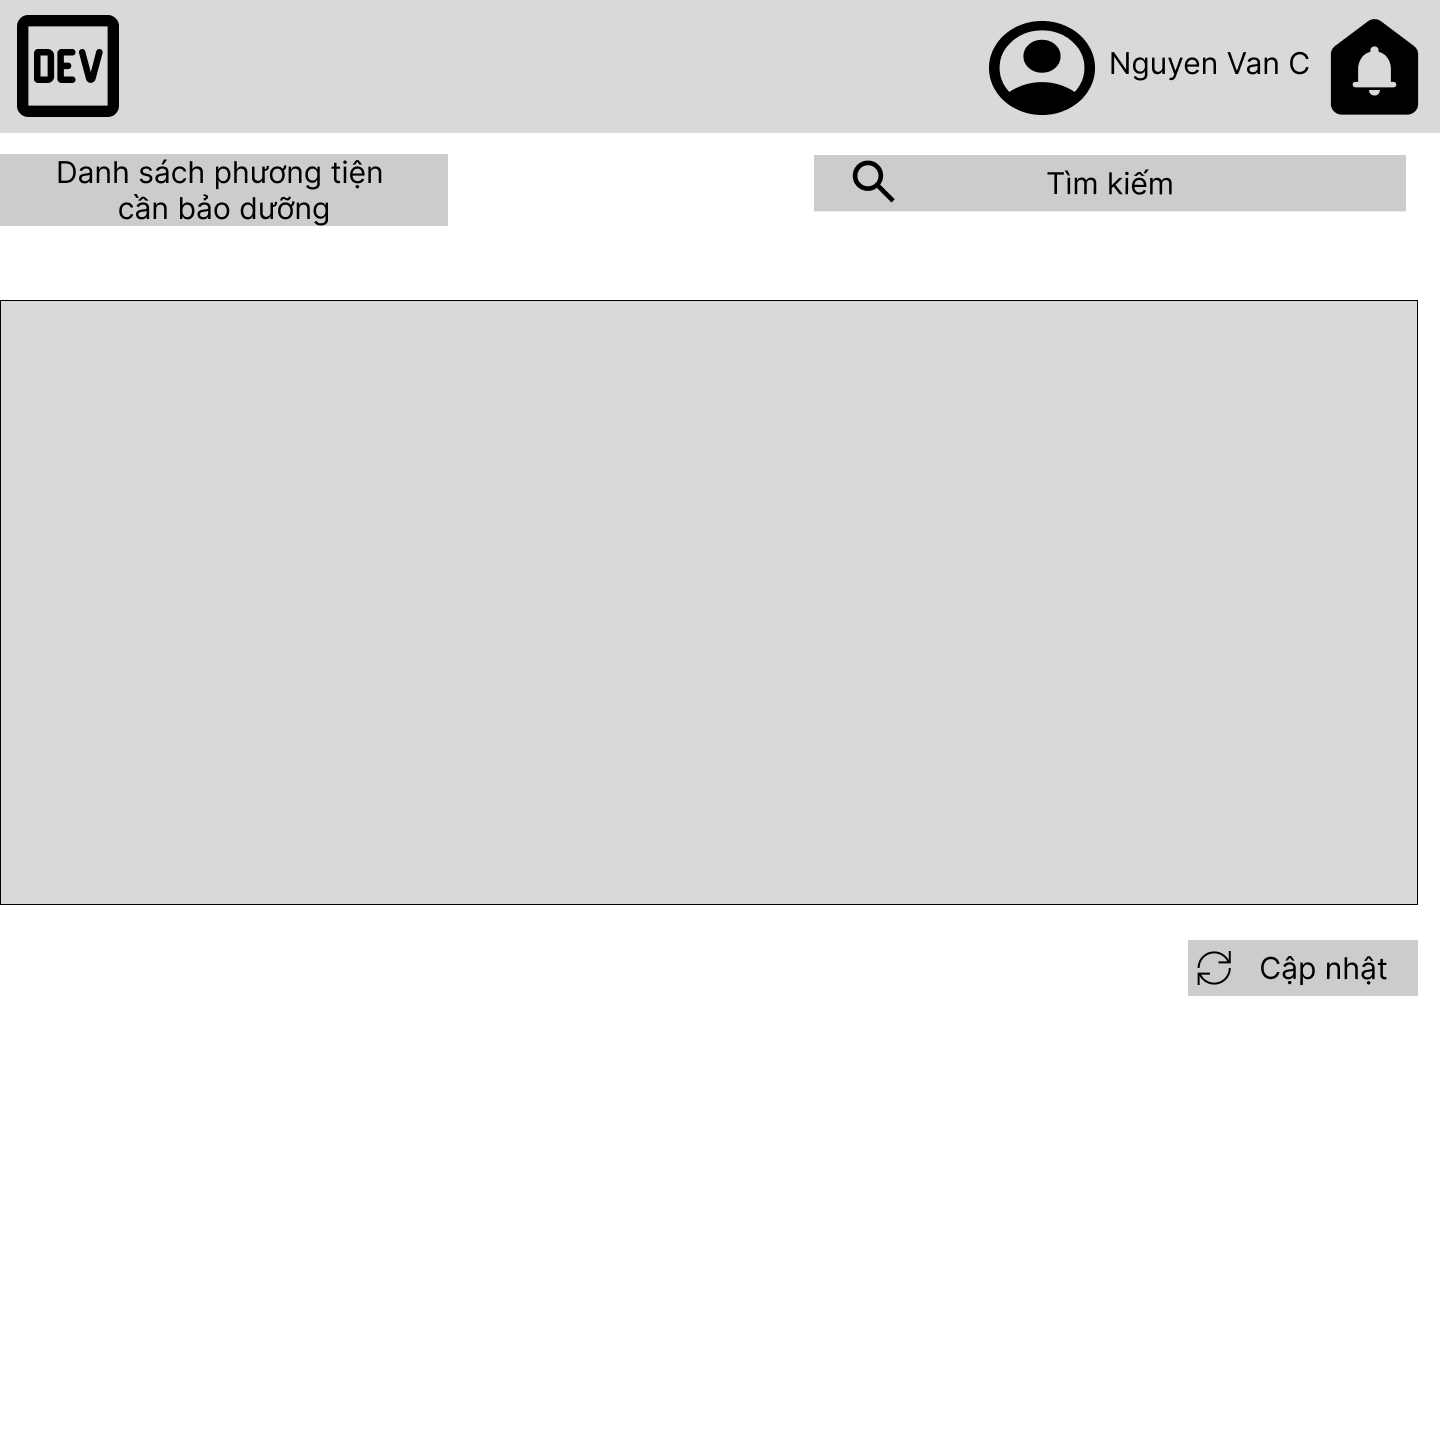 DEV
Nguyen Van C
Danh sách phương tiện
cần bảo dưỡng
Tìm kiếm
Cập nhật